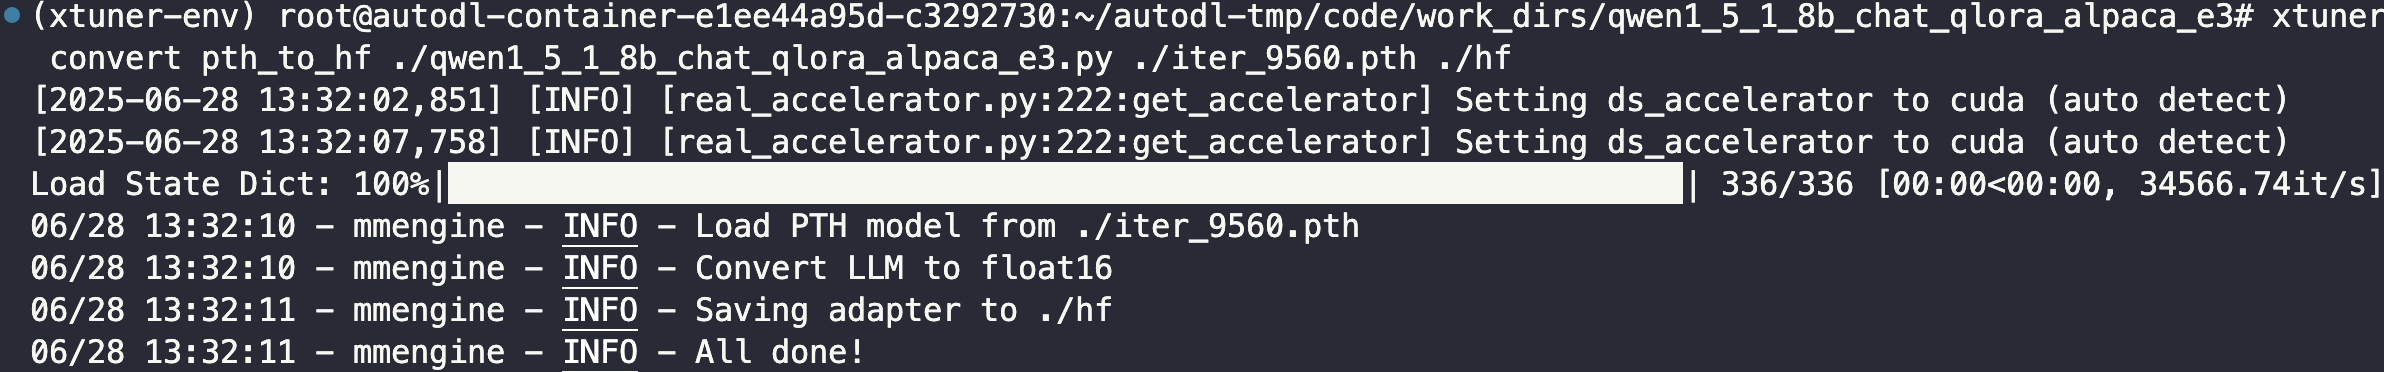 (xtuner-env) root@autodl-container-e1ee44a95d-c3292730:~/autodl-tmp/code/work_dirs/qwen1_5_1_8b_chat_qlora_alpaca_e3# xtuner
convert pth_to_hf ./qwen1_5_1_8b_chat_qlora_alpaca_e3.py ./iter_9560.pth ./hf
[2025-06-28 13:32:02,851] [INFO] [real_accelerator.py:222:get_accelerator] Setting ds_accelerator to cuda (auto detect)
[2025-06-28 13:32:07,758] [INFO] [real_accelerator.py:222:get_accelerator] Setting ds_accelerator to cuda (auto detect)
Load State Dict: 100%|██████████| 336/336 [00:00<00:00, 34566.74it/s]
06/28 13:32:10 - mmengine - INFO - Load PTH model from ./iter_9560.pth
06/28 13:32:10 - mmengine - INFO - Convert LLM to float16
06/28 13:32:11 - mmengine - INFO - Saving adapter to ./hf
06/28 13:32:11 - mmengine - INFO - All done!